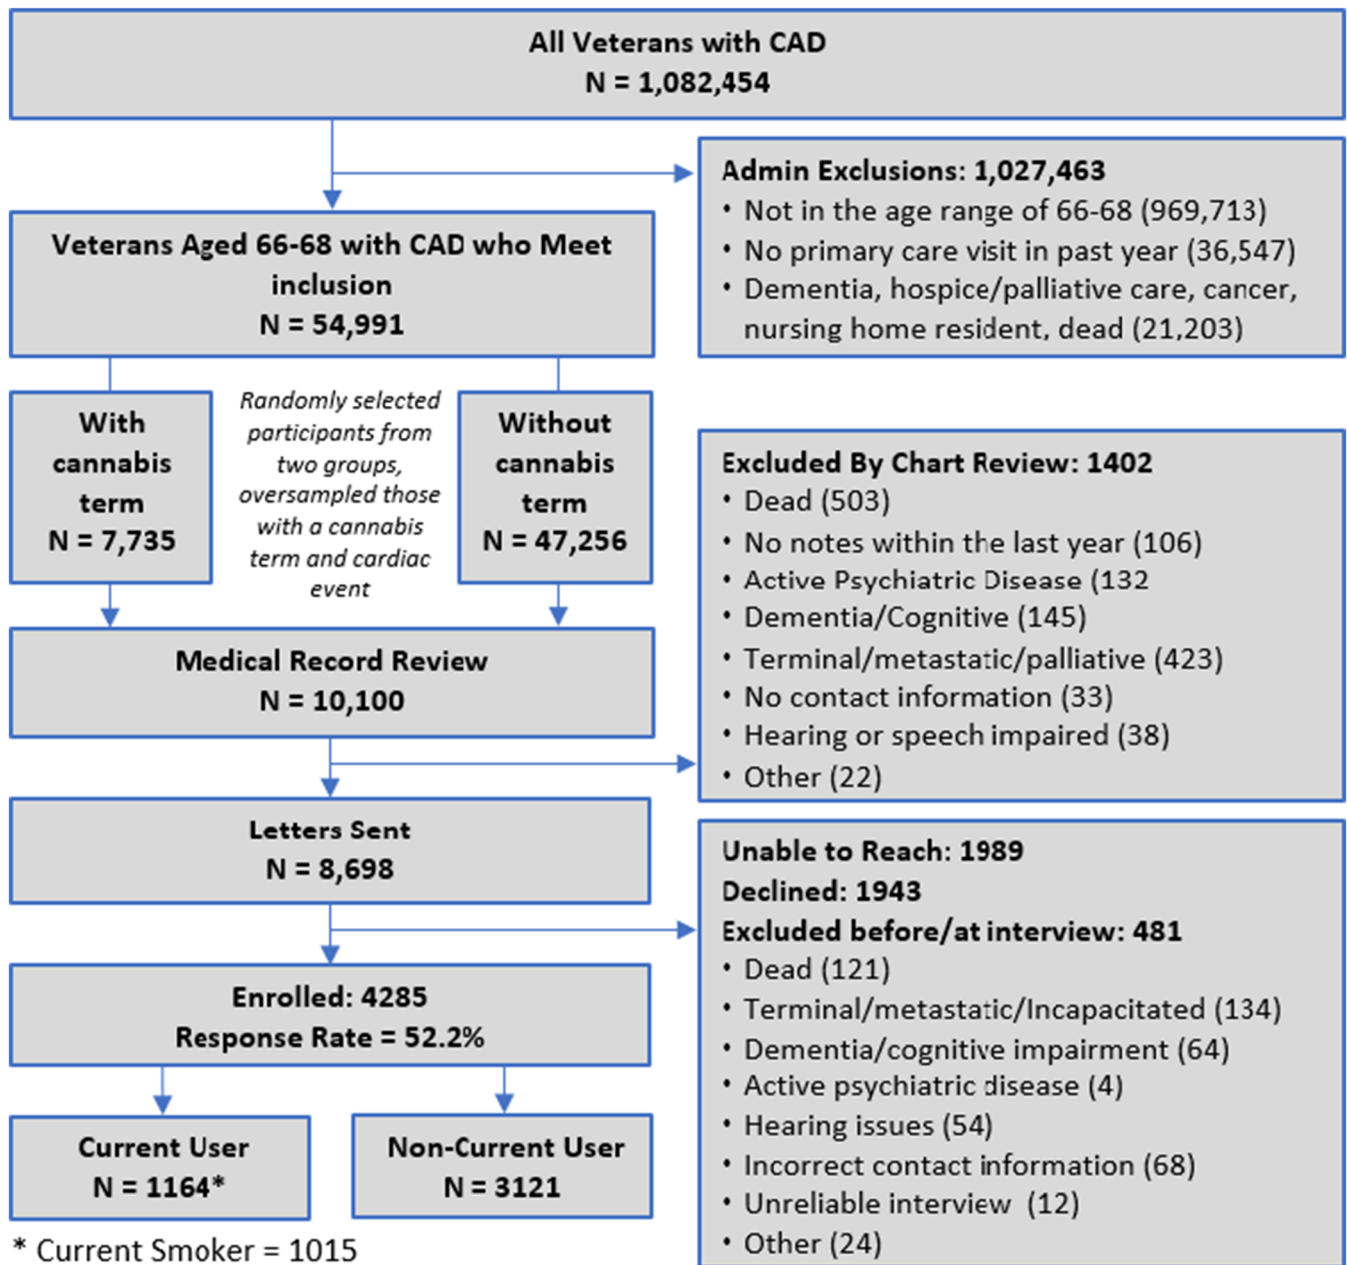 All Veterans with CAD
N = 1,082,454
Admin Exclusions: 1,027,463
• Not in the age range of 66-68 (969,713)
• No primary care visit in past year (36,547)
• Dementia, hospice/palliative care, cancer,
nursing home resident, dead (21,203)
Veterans Aged 66-68 with CAD who Meet
inclusion
N = 54,991
With
cannabis
term
N = 7,735
Randomly selected
participants from
two groups,
oversampled those
with a cannabis
term and cardiac
event
Without
cannabis
term
N = 47,256
Excluded By Chart Review: 1402
• Dead (503)
• No notes within the last year (106)
• Active Psychiatric Disease (132
• Dementia/Cognitive (145)
• Terminal/metastatic/palliative (423)
• No contact information (33)
• Hearing or speech impaired (38)
• Other (22)
Medical Record Review
N = 10,100
Letters Sent
N = 8,698
Unable to Reach: 1989
Declined: 1943
Excluded before/at interview: 481
• Dead (121)
• Terminal/metastatic/Incapacitated (134)
• Dementia/cognitive impairment (64)
• Active psychiatric disease (4)
• Hearing issues (54)
• Incorrect contact information (68)
• Unreliable interview (12)
• Other (24)
Enrolled: 4285
Response Rate = 52.2%
Current User
N = 1164*
Non-Current User
N = 3121
* Current Smoker = 1015